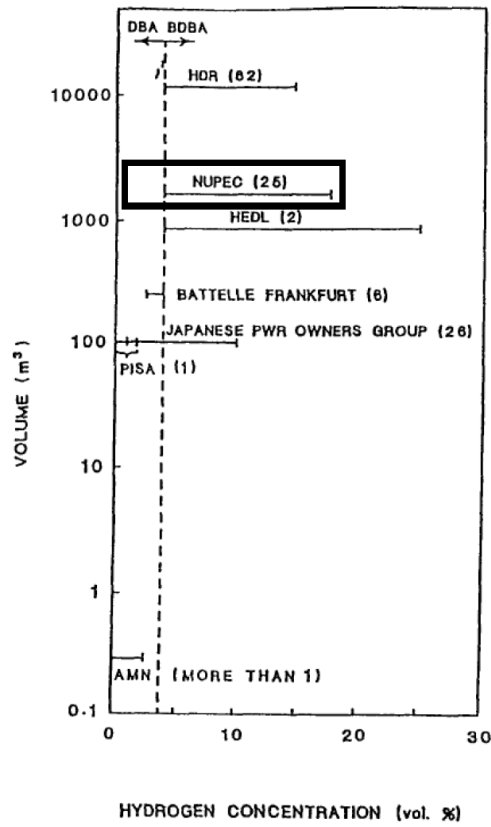 DBA BDBA
HDR (62)
10000
NUPEC (25)
1000
HEDL (2)
BATTELLE FRANKFURT (6)
JAPANESE PWR OWNERS GROUP (26)
100
PISA (1)
VOLUME (m³)
10
1
AMN (MORE THAN 1)
0.1
0 10 20 30
HYDROGEN CONCENTRATION (vol. %)